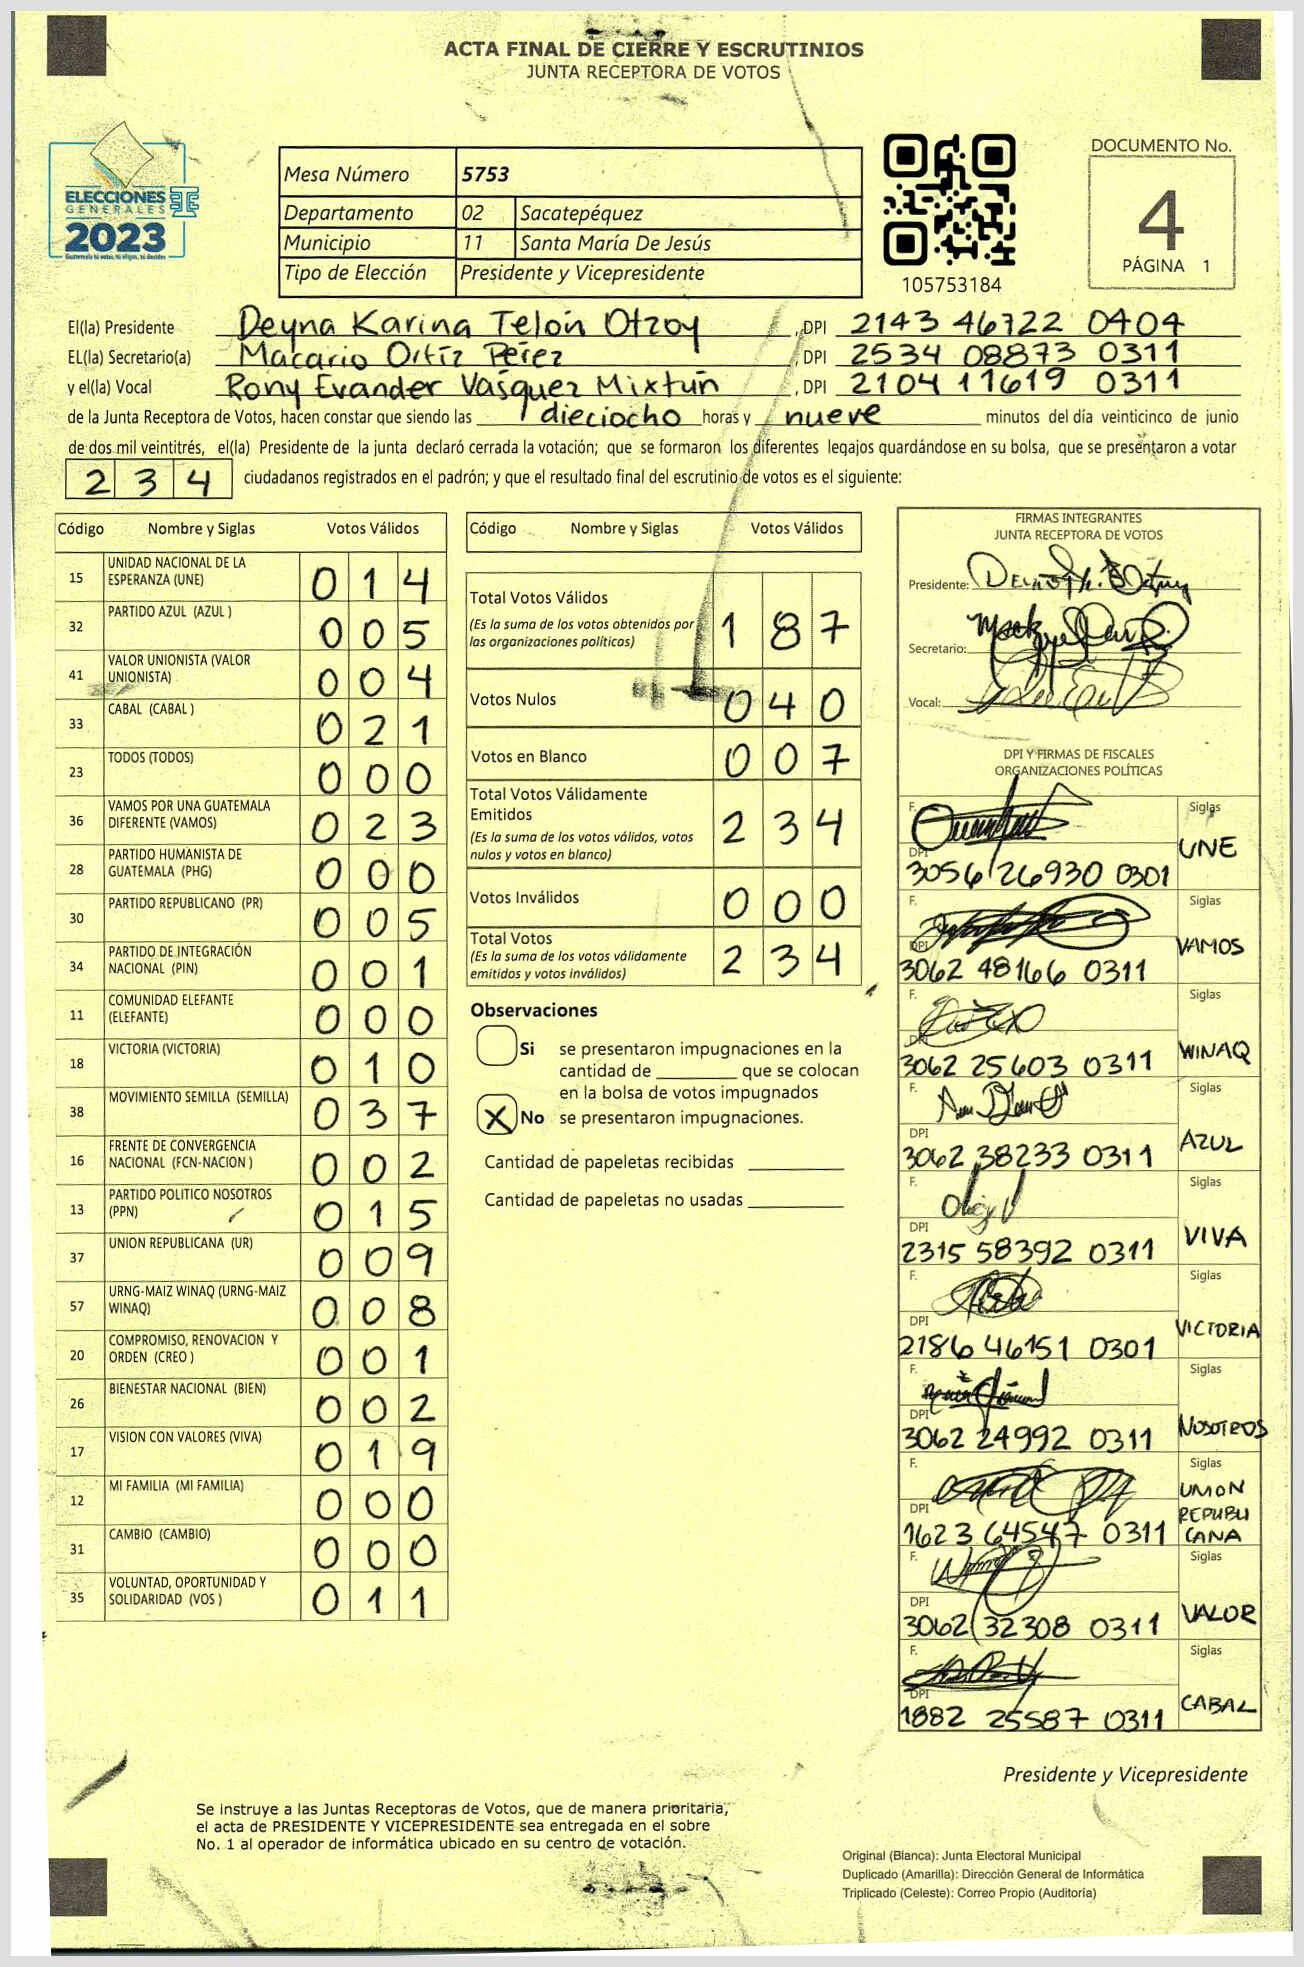 ACTA FINAL DE CIERRE Y ESCRUTINIOS
JUNTA RECEPTORA DE VOTOS
ELECCIONES
GENERALES
2023
Guatemala tú votas, tú eliges, tú decides
TSE
Mesa Número 5753
Departamento 02 Sacatepéquez
Municipio 11 Santa María De Jesús
Tipo de Elección Presidente y Vicepresidente
105753184
DOCUMENTO No.
4
PÁGINA 1
El(la) Presidente Deyna Karina Telón Otzoy, DPI 2143 46722 0404
EL(la) Secretario(a) Macario Ortíz Pérez, DPI 2534 08873 0311
y el(la) Vocal Rony Evander Vásquez Mixtún, DPI 2104 11619 0311
de la Junta Receptora de Votos, hacen constar que siendo las dieciocho horas y nueve minutos del día veinticinco de junio
de dos mil veintitrés, el(la) Presidente de la junta declaró cerrada la votación; que se formaron los diferentes legajos quardándose en su bolsa, que se presentaron a votar
2 3 4 ciudadanos registrados en el padrón; y que el resultado final del escrutinio de votos es el siguiente:
Código Nombre y Siglas Votos Válidos
15 UNIDAD NACIONAL DE LA
ESPERANZA (UNE) 0 1 4
32 PARTIDO AZUL (AZUL ) 0 0 5
41 VALOR UNIONISTA (VALOR
UNIONISTA) 0 0 4
33 CABAL (CABAL ) 0 2 1
23 TODOS (TODOS) 0 0 0
36 VAMOS POR UNA GUATEMALA
DIFERENTE (VAMOS) 0 2 3
28 PARTIDO HUMANISTA DE
GUATEMALA (PHG) 0 0 0
30 PARTIDO REPUBLICANO (PR) 0 0 5
34 PARTIDO DE INTEGRACIÓN
NACIONAL (PIN) 0 0 1
11 COMUNIDAD ELEFANTE
(ELEFANTE) 0 0 0
18 VICTORIA (VICTORIA) 0 1 0
38 MOVIMIENTO SEMILLA (SEMILLA) 0 3 7
16 FRENTE DE CONVERGENCIA
NACIONAL (FCN-NACION ) 0 0 2
13 PARTIDO POLITICO NOSOTROS
(PPN) 0 1 5
37 UNION REPUBLICANA (UR) 0 0 9
57 URNG-MAIZ WINAQ (URNG-MAIZ
WINAQ) 0 0 8
20 COMPROMISO, RENOVACION Y
ORDEN (CREO ) 0 0 1
26 BIENESTAR NACIONAL (BIEN) 0 0 2
17 VISION CON VALORES (VIVA) 0 1 9
12 MI FAMILIA (MI FAMILIA) 0 0 0
31 CAMBIO (CAMBIO) 0 0 0
35 VOLUNTAD, OPORTUNIDAD Y
SOLIDARIDAD (VOS ) 0 1 1
Código Nombre y Siglas Votos Válidos
Total Votos Válidos
(Es la suma de los votos obtenidos por
las organizaciones políticas) 1 8 7
Votos Nulos 0 4 0
Votos en Blanco 0 0 7
Total Votos Válidamente
Emitidos
(Es la suma de los votos válidos, votos
nulos y votos en blanco) 2 3 4
Votos Inválidos 0 0 0
Total Votos
(Es la suma de los votos válidamente
emitidos y votos inválidos) 2 3 4
Observaciones
Si se presentaron impugnaciones en la
cantidad de ________ que se colocan
en la bolsa de votos impugnados
X No se presentaron impugnaciones.
Cantidad de papeletas recibidas
Cantidad de papeletas no usadas
FIRMAS INTEGRANTES
JUNTA RECEPTORA DE VOTOS
Presidente:
Secretario:
Vocal:
DPI Y FIRMAS DE FISCALES
ORGANIZACIONES POLÍTICAS
F. Siglas
UNE
DPI
3056 26930 0301
F. Siglas
VAMOS
DPI
3062 48166 0311
F. Siglas
WINAQ
DPI
3062 25603 0311
F. Siglas
AZUL
DPI
3062 38233 0311
F. Siglas
VIVA
DPI
2315 58392 0311
F. Siglas
VICTORIA
DPI
2186 46151 0301
F. Siglas
NOSOTROS
DPI
3062 24992 0311
F. Siglas
UNION
REPUBLI
CANA
DPI
1623 64547 0311
F. Siglas
VALOR
DPI
3062 32308 0311
F. Siglas
CABAL
DPI
1882 25587 0311
Presidente y Vicepresidente
Se instruye a las Juntas Receptoras de Votos, que de manera prioritaria,
el acta de PRESIDENTE Y VICEPRESIDENTE sea entregada en el sobre
No. 1 al operador de informática ubicado en su centro de votación.
Original (Blanca): Junta Electoral Municipal
Duplicado (Amarilla): Dirección General de Informática
Triplicado (Celeste): Correo Propio (Auditoría)